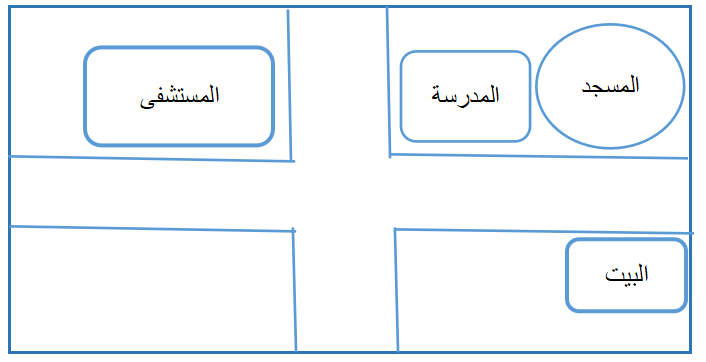 المسجد
المدرسة
المستشفى
البيت